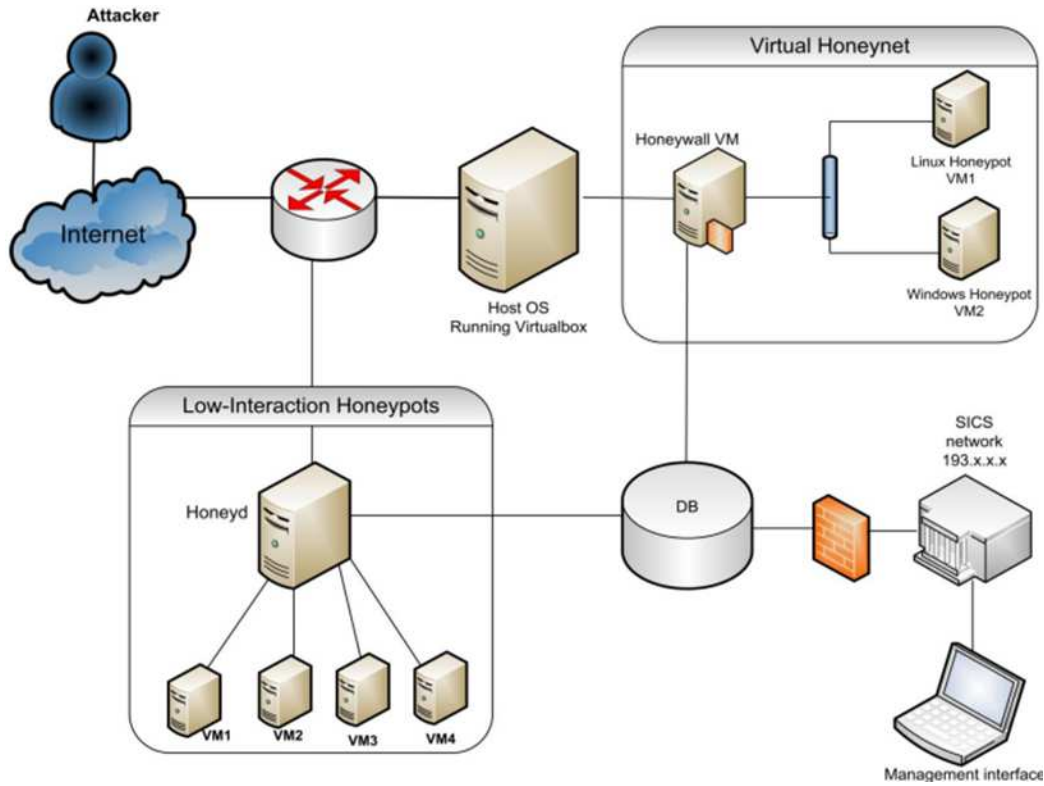 Attacker
Internet
Host OS
Running Virtualbox
Virtual Honeynet
Honeywall VM
Linux Honeypot
VM1
Windows Honeypot
VM2
Low-Interaction Honeypots
Honeyd
VM1
VM2
VM3
VM4
DB
SICS
network
193.x.x.x
Management interface